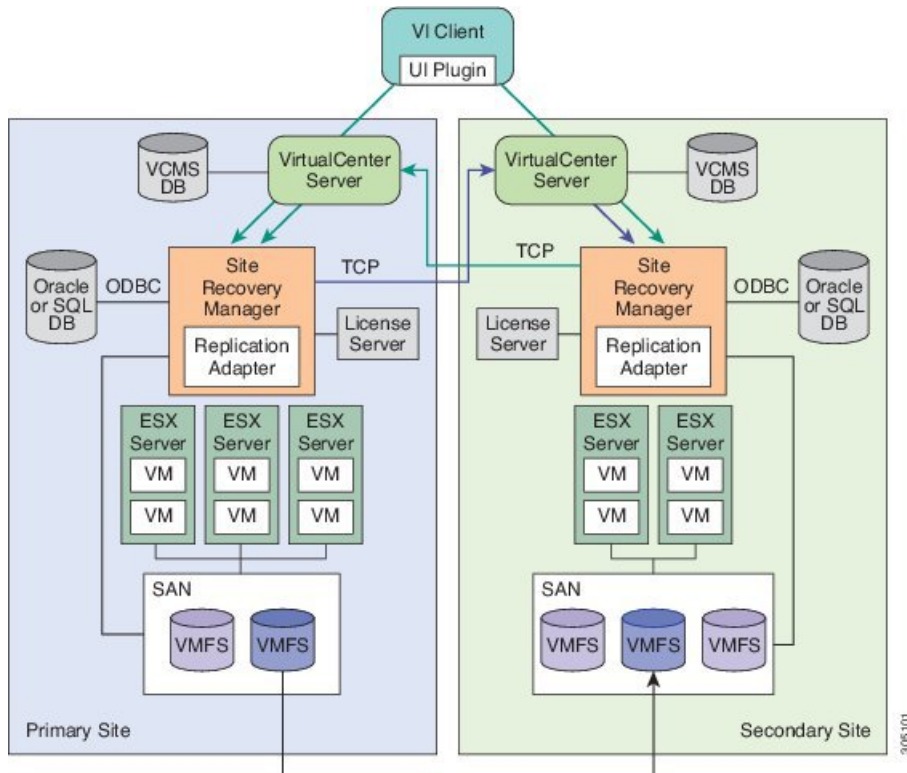 VI Client
UI Plugin
VirtualCenter
Server
VCMS
DB
VirtualCenter
Server
VCMS
DB
TCP
TCP
Oracle
or SQL
DB
ODBC
Site
Recovery
Manager
Replication
Adapter
License
Server
License
Server
Site
Recovery
Manager
Replication
Adapter
ODBC
Oracle
or SQL
DB
ESX
Server
VM
VM
ESX
Server
VM
VM
ESX
Server
VM
VM
ESX
Server
VM
VM
ESX
Server
VM
VM
SAN
VMFS
VMFS
SAN
VMFS
VMFS
VMFS
Primary Site
Secondary Site
305101